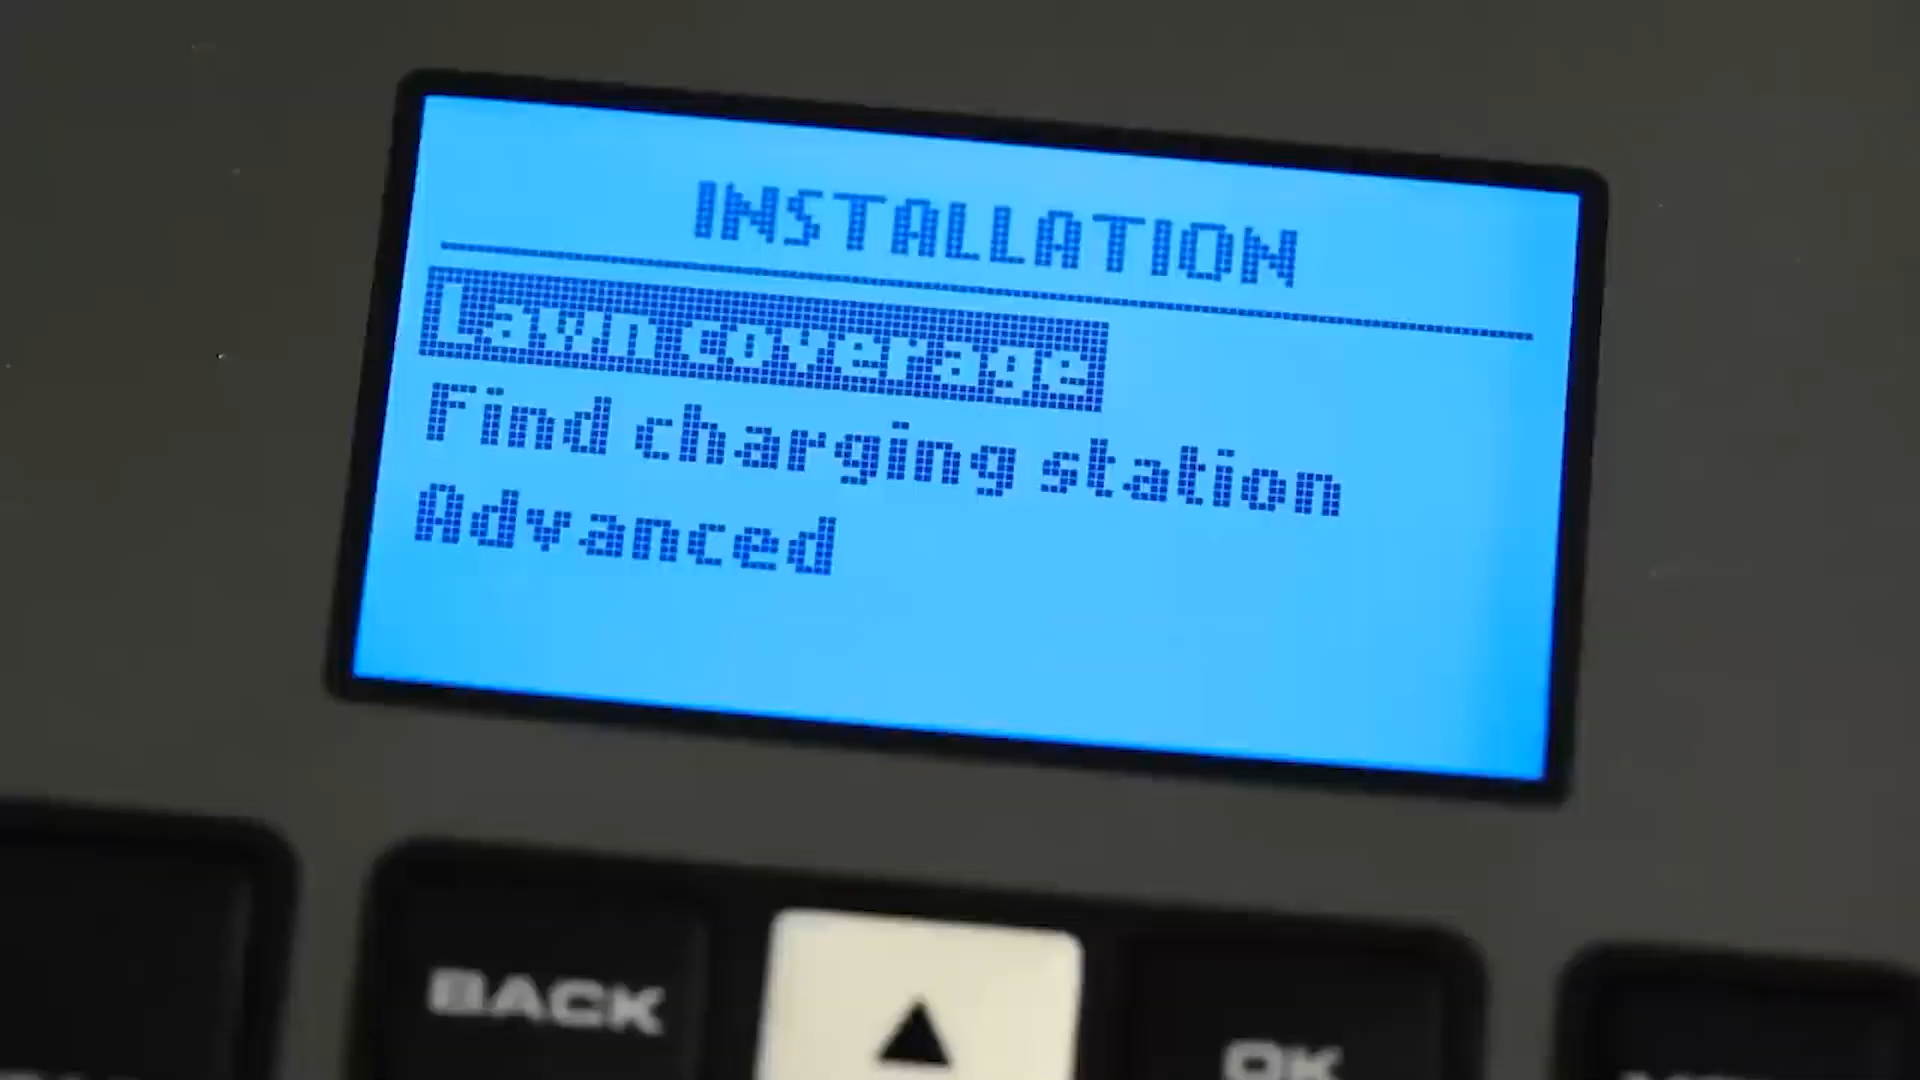 INSTALLATION
Lawn coverage
Find charging station
Advanced
BACK
OK